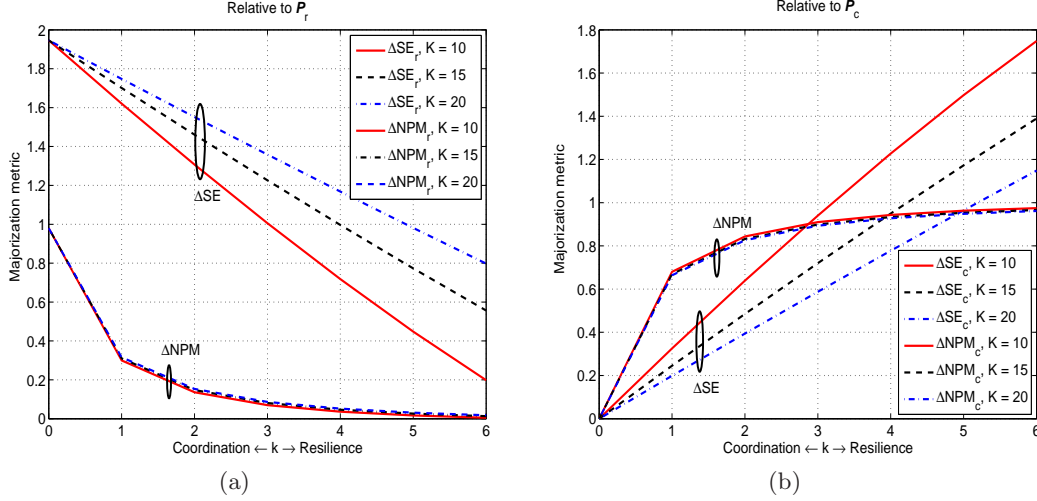 Relative to P_r
Majorization metric
2
1.8
1.6
1.4
1.2
1
0.8
0.6
0.4
0.2
0
ΔSE_r, K = 10
ΔSE_r, K = 15
ΔSE_r, K = 20
ΔNPM_r, K = 10
ΔNPM_r, K = 15
ΔNPM_r, K = 20
ΔSE
ΔNPM
0 1 2 3 4 5 6
Coordination ← k → Resilience
(a)
Relative to P_c
Majorization metric
1.8
1.6
1.4
1.2
1
0.8
0.6
0.4
0.2
0
ΔNPM
ΔSE
ΔSE_c, K = 10
ΔSE_c, K = 15
ΔSE_c, K = 20
ΔNPM_c, K = 10
ΔNPM_c, K = 15
ΔNPM_c, K = 20
0 1 2 3 4 5 6
Coordination ← k → Resilience
(b)